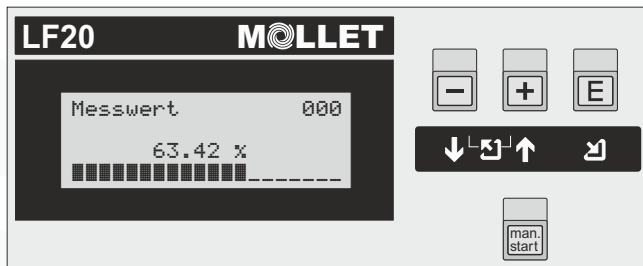 LF20 MOLLET
Messwert 000
63.42 %
− + E
man.
start